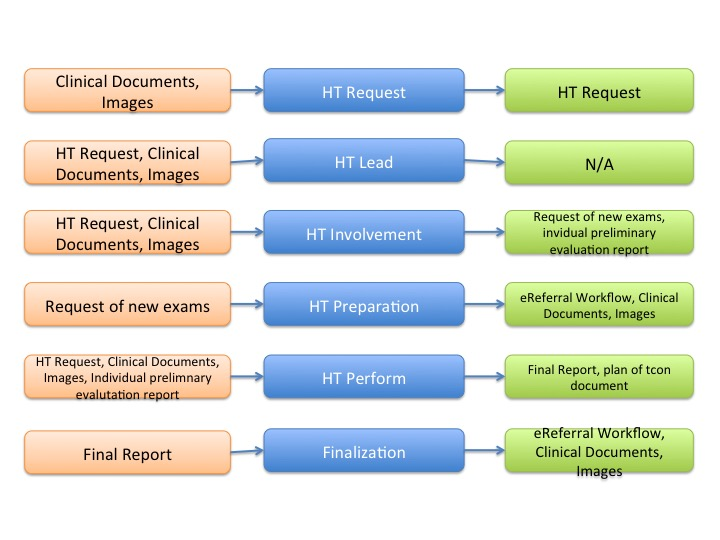 Clinical Documents,
Images
HT Request
HT Request
HT Request, Clinical
Documents, Images
HT Lead
N/A
HT Request, Clinical
Documents, Images
HT Involvement
Request of new exams,
invidual preliminary
evaluation report
Request of new exams
HT Preparation
eReferral Workflow, Clinical
Documents, Images
HT Request, Clinical Documents,
Images, Individual prelimnary
evalutation report
HT Perform
Final Report, plan of tcon
document
Final Report
Finalization
eReferral Workflow,
Clinical Documents,
Images